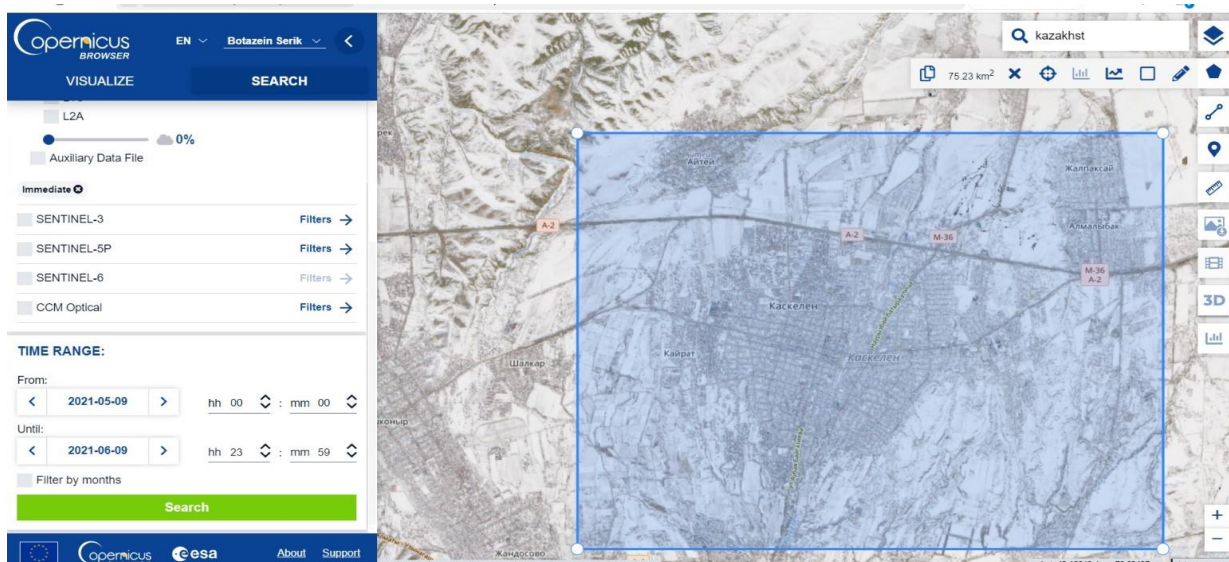 Copernicus
BROWSER
EN
Botazein Serik
VISUALIZE
SEARCH
L2A
0%
Auxiliary Data File
Immediate
SENTINEL-3
Filters →
SENTINEL-5P
Filters →
SENTINEL-6
Filters →
CCM Optical
Filters →
TIME RANGE:
From:
< 2021-05-09 >
hh 00 : mm 00
Until:
< 2021-06-09 >
hh 23 : mm 59
Filter by months
Search
Copernicus
esa
About
Support
kazakhst
75.23 km²
3D
+
−
Айтей
Жалпаксай
A-2
A-2
M-36
Алмалыбак
M-36
A-2
Каскелен
Каскелен
Кайрат
Шалкар
Жандосово